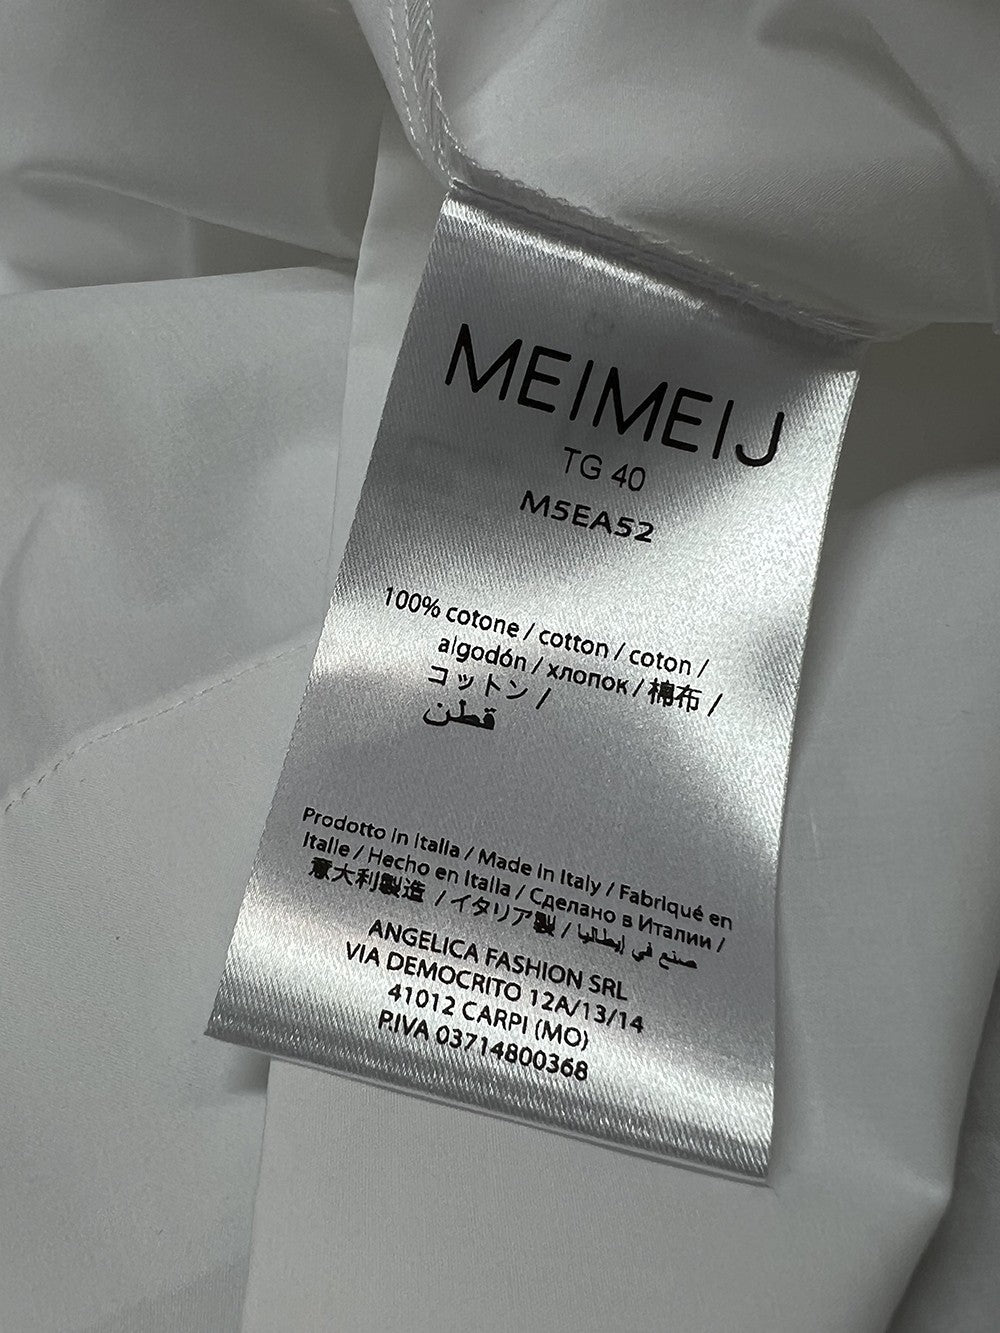 MEIMEIJ
TG 40
M5EA52
100% cotone / cotton / coton /
algodón / хлопок / 棉布 /
コットン /
قطن
Prodotto in Italia / Made in Italy / Fabriqué en
Italie / Hecho en Italia / Сделано в Италии /
意大利製造 / イタリア製 / صنع في إيطاليا
ANGELICA FASHION SRL
VIA DEMOCRITO 12A/13/14
41012 CARPI (MO)
P.IVA 03714800368